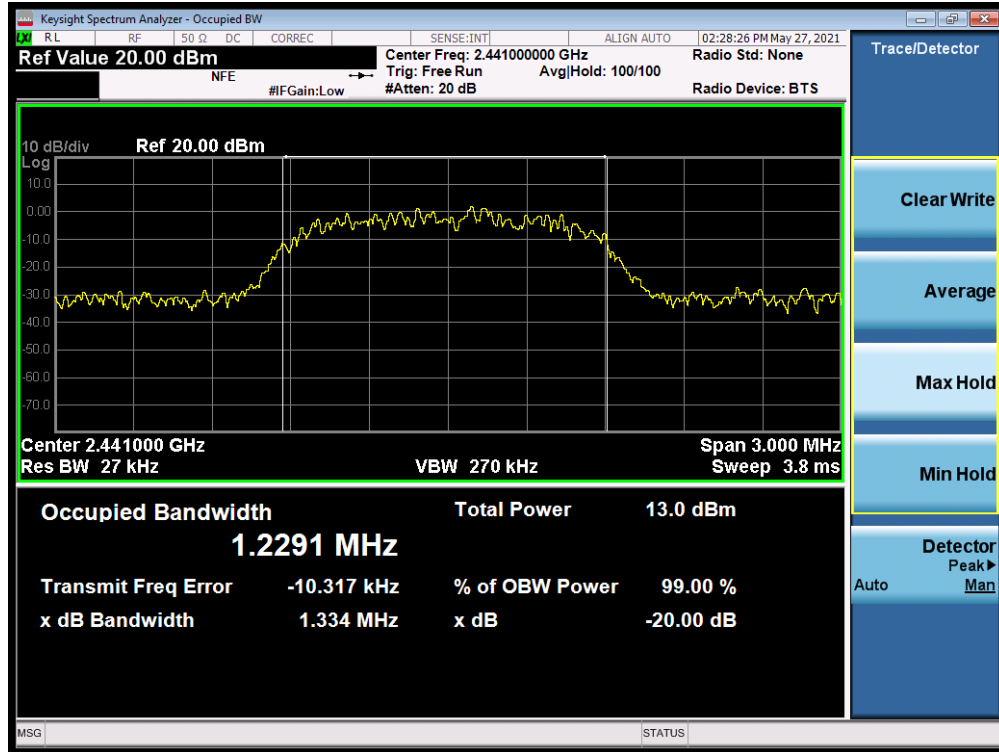 Keysight Spectrum Analyzer - Occupied BW
LXI RL RF 50 Ω DC CORREC SENSE:INT ALIGN AUTO 02:28:26 PM May 27, 2021
Ref Value 20.00 dBm
NFE
#IFGain:Low
Center Freq: 2.441000000 GHz
Trig: Free Run Avg|Hold: 100/100
#Atten: 20 dB
Radio Std: None
Radio Device: BTS
10 dB/div Ref 20.00 dBm
Log
10.0
0.00
-10.0
-20.0
-30.0
-40.0
-50.0
-60.0
-70.0
Center 2.441000 GHz Span 3.000 MHz
Res BW 27 kHz VBW 270 kHz Sweep 3.8 ms
Occupied Bandwidth Total Power 13.0 dBm
1.2291 MHz
Transmit Freq Error -10.317 kHz % of OBW Power 99.00 %
x dB Bandwidth 1.334 MHz x dB -20.00 dB
MSG STATUS
Trace/Detector
Clear Write
Average
Max Hold
Min Hold
Detector
Peak▶
Auto Man